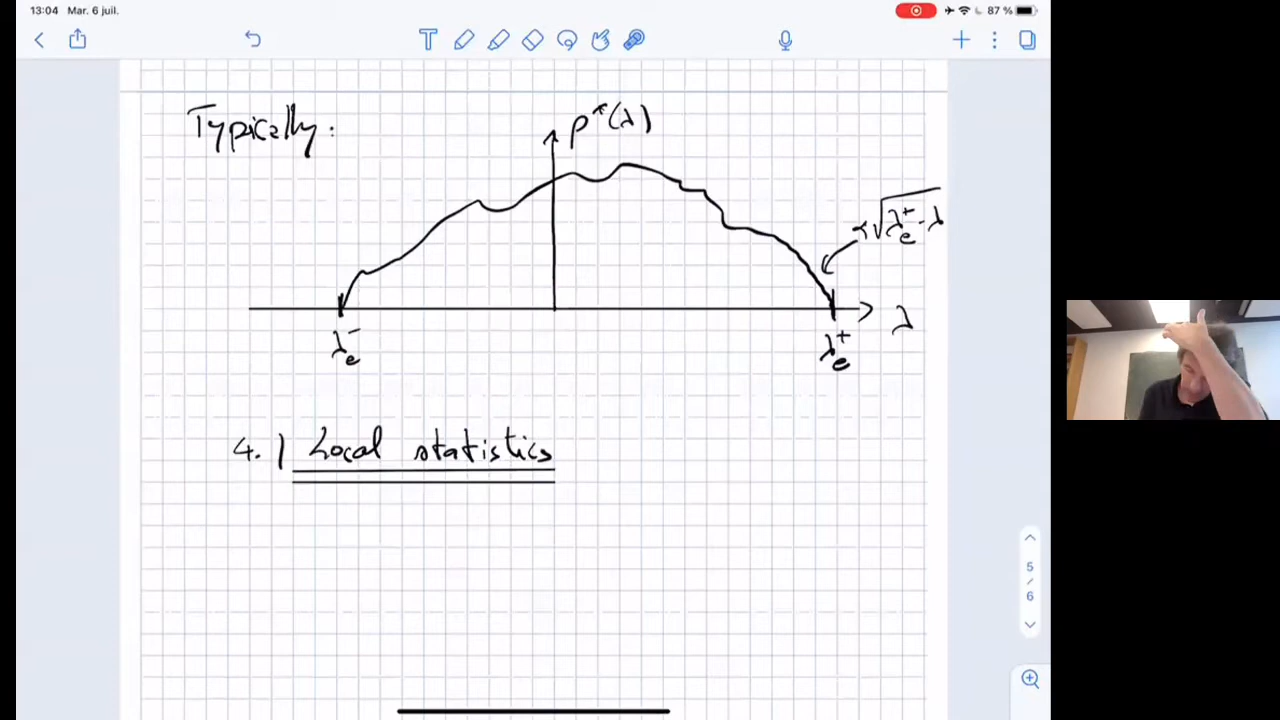 13:04 Mar. 6 juil. 87 %
T
Typically:
ρ*(λ)
∝√λe+ - λ
λe- λe+ λ
4.) Local statistics
5
/
6